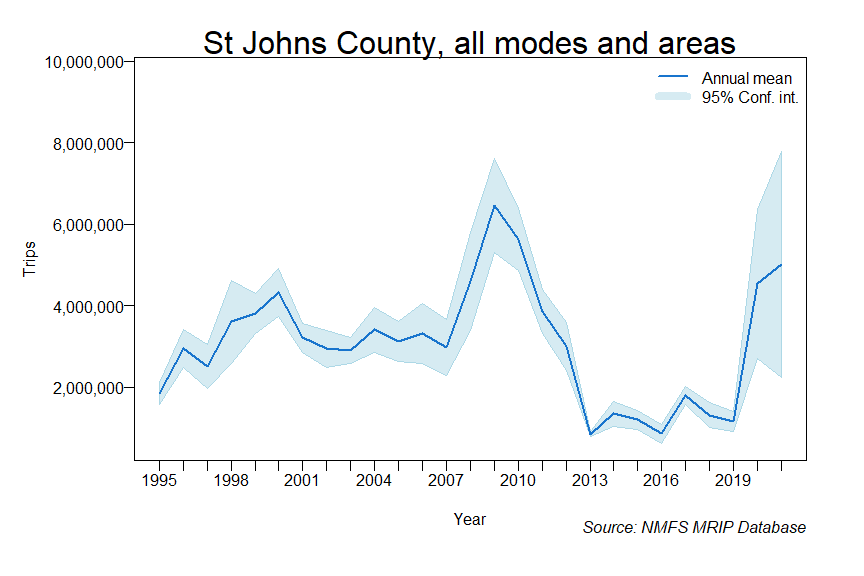 St Johns County, all modes and areas
10,000,000
8,000,000
6,000,000
4,000,000
2,000,000
Trips
Annual mean
95% Conf. int.
1995 1998 2001 2004 2007 2010 2013 2016 2019
Year
Source: NMFS MRIP Database